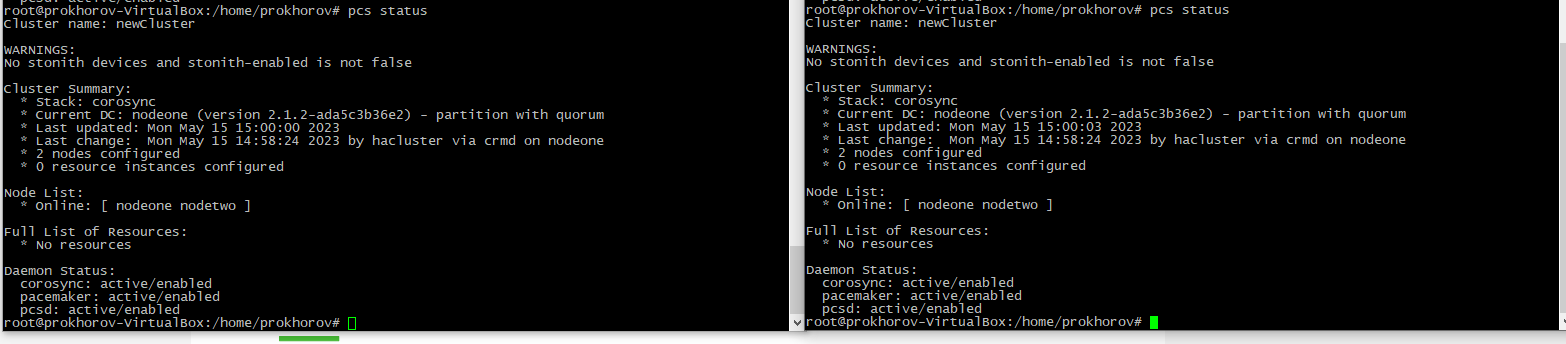 root@prokhorov-VirtualBox:/home/prokhorov# pcs status
Cluster name: newCluster

WARNINGS:
No stonith devices and stonith-enabled is not false

Cluster Summary:
  * Stack: corosync
  * Current DC: nodeone (version 2.1.2-ada5c3b36e2) - partition with quorum
  * Last updated: Mon May 15 15:00:00 2023
  * Last change:  Mon May 15 14:58:24 2023 by hacluster via crmd on nodeone
  * 2 nodes configured
  * 0 resource instances configured

Node List:
  * Online: [ nodeone nodetwo ]

Full List of Resources:
  * No resources

Daemon Status:
  corosync: active/enabled
  pacemaker: active/enabled
  pcsd: active/enabled
root@prokhorov-VirtualBox:/home/prokhorov#

root@prokhorov-VirtualBox:/home/prokhorov# pcs status
Cluster name: newCluster

WARNINGS:
No stonith devices and stonith-enabled is not false

Cluster Summary:
  * Stack: corosync
  * Current DC: nodeone (version 2.1.2-ada5c3b36e2) - partition with quorum
  * Last updated: Mon May 15 15:00:03 2023
  * Last change:  Mon May 15 14:58:24 2023 by hacluster via crmd on nodeone
  * 2 nodes configured
  * 0 resource instances configured

Node List:
  * Online: [ nodeone nodetwo ]

Full List of Resources:
  * No resources

Daemon Status:
  corosync: active/enabled
  pacemaker: active/enabled
  pcsd: active/enabled
root@prokhorov-VirtualBox:/home/prokhorov#